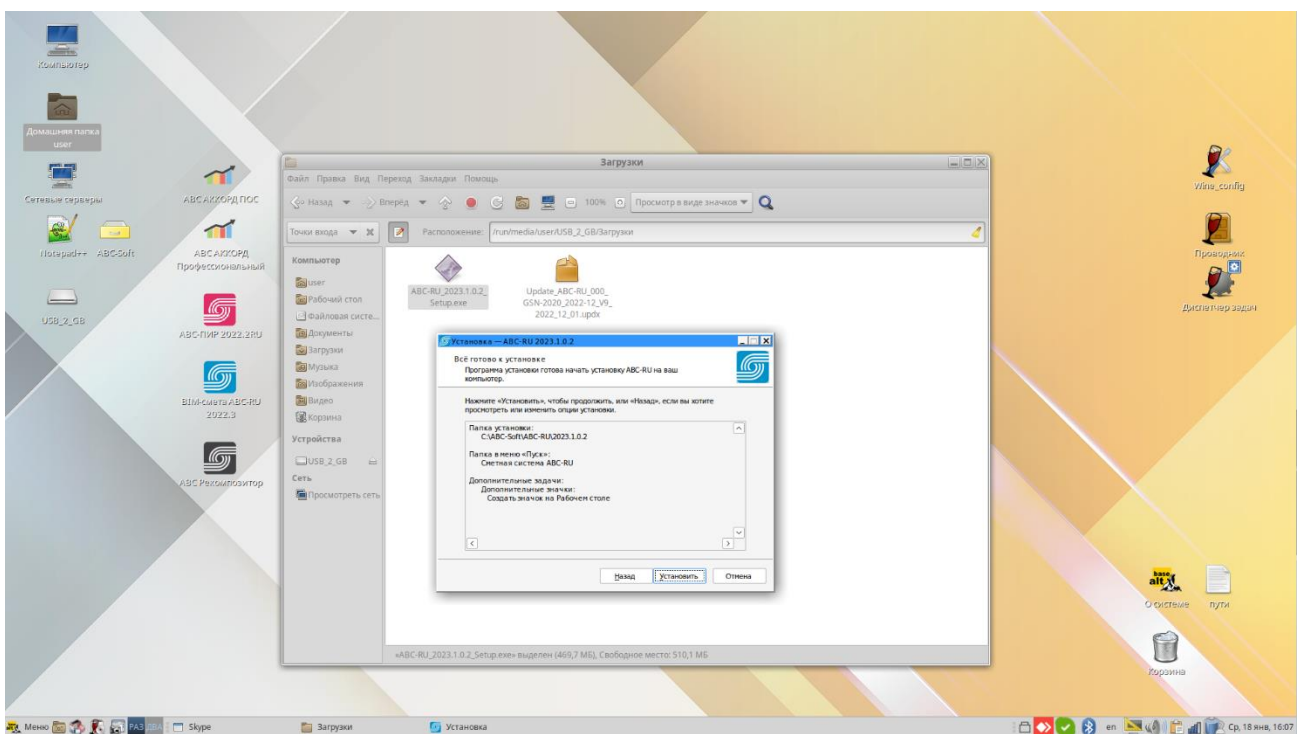 Компьютер
Домашняя папка
user
Сетевые серверы
АВС АККОРД ПОС
Notepad++
ABC-Soft
АВС АККОРД
Профессиональный
USB_2_GB
АВС-ПИР 2022.2RU
BIM-смета ABC-RU
2022.3
АВС Рекомпозитор
Загрузки
Файл Правка Вид Переход Закладки Помощь
Назад Вперёд 100% Просмотр в виде значков
Точки входа Расположение: /run/media/user/USB_2_GB/Загрузки
Компьютер
user
Рабочий стол
Файловая систе...
Документы
Загрузки
Музыка
Изображения
Видео
Корзина
Устройства
USB_2_GB
Сеть
Просмотреть сеть
ABC-RU_2023.1.0.2_
Setup.exe
Update_ABC-RU_000_
GSN-2020_2022-12_V9_
2022_12_01.updx
Установка — ABC-RU 2023.1.0.2
Всё готово к установке
Программа установки готова начать установку ABC-RU на ваш
компьютер.
Нажмите «Установить», чтобы продолжить, или «Назад», если вы хотите
просмотреть или изменить опции установки.
Папка установки:
C:\ABC-Soft\ABC-RU\2023.1.0.2
Папка в меню «Пуск»:
Сметная система ABC-RU
Дополнительные задачи:
Дополнительные значки:
Создать значок на Рабочем столе
Назад Установить Отмена
«ABC-RU_2023.1.0.2_Setup.exe» выделен (469,7 МБ), Свободное место: 510,1 МБ
Wine_config
Проводник
Диспетчер задач
base
alt
О системе
пути
Корзина
Меню РАЗ Skype Загрузки Установка en Ср, 18 янв, 16:07